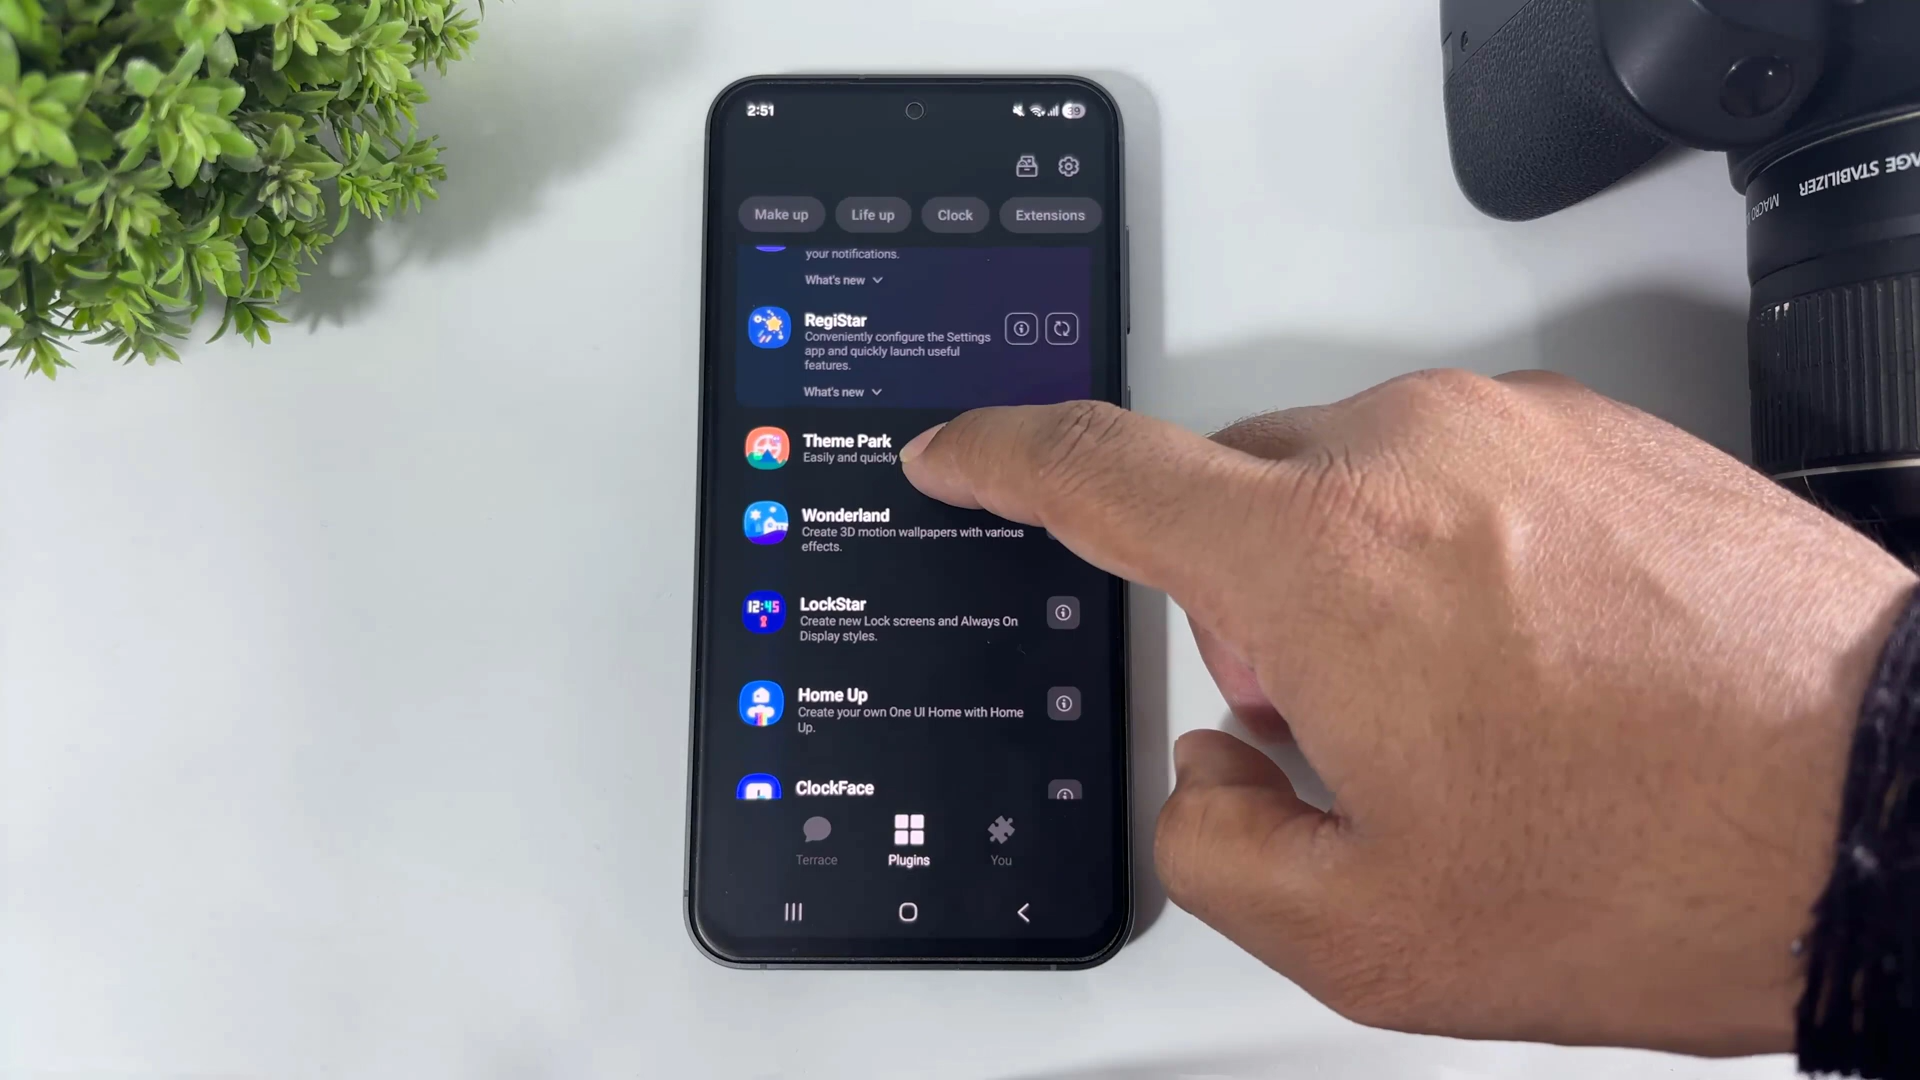 2:51
39
Make up
Life up
Clock
Extensions
your notifications.
What's new
RegiStar
Conveniently configure the Settings
app and quickly launch useful
features.
What's new
Theme Park
Easily and quickly
Wonderland
Create 3D motion wallpapers with various
effects.
12:45
LockStar
Create new Lock screens and Always On
Display styles.
Home Up
Create your own One UI Home with Home
Up.
ClockFace
Terrace
Plugins
You
AGE STABILIZER
MACRO